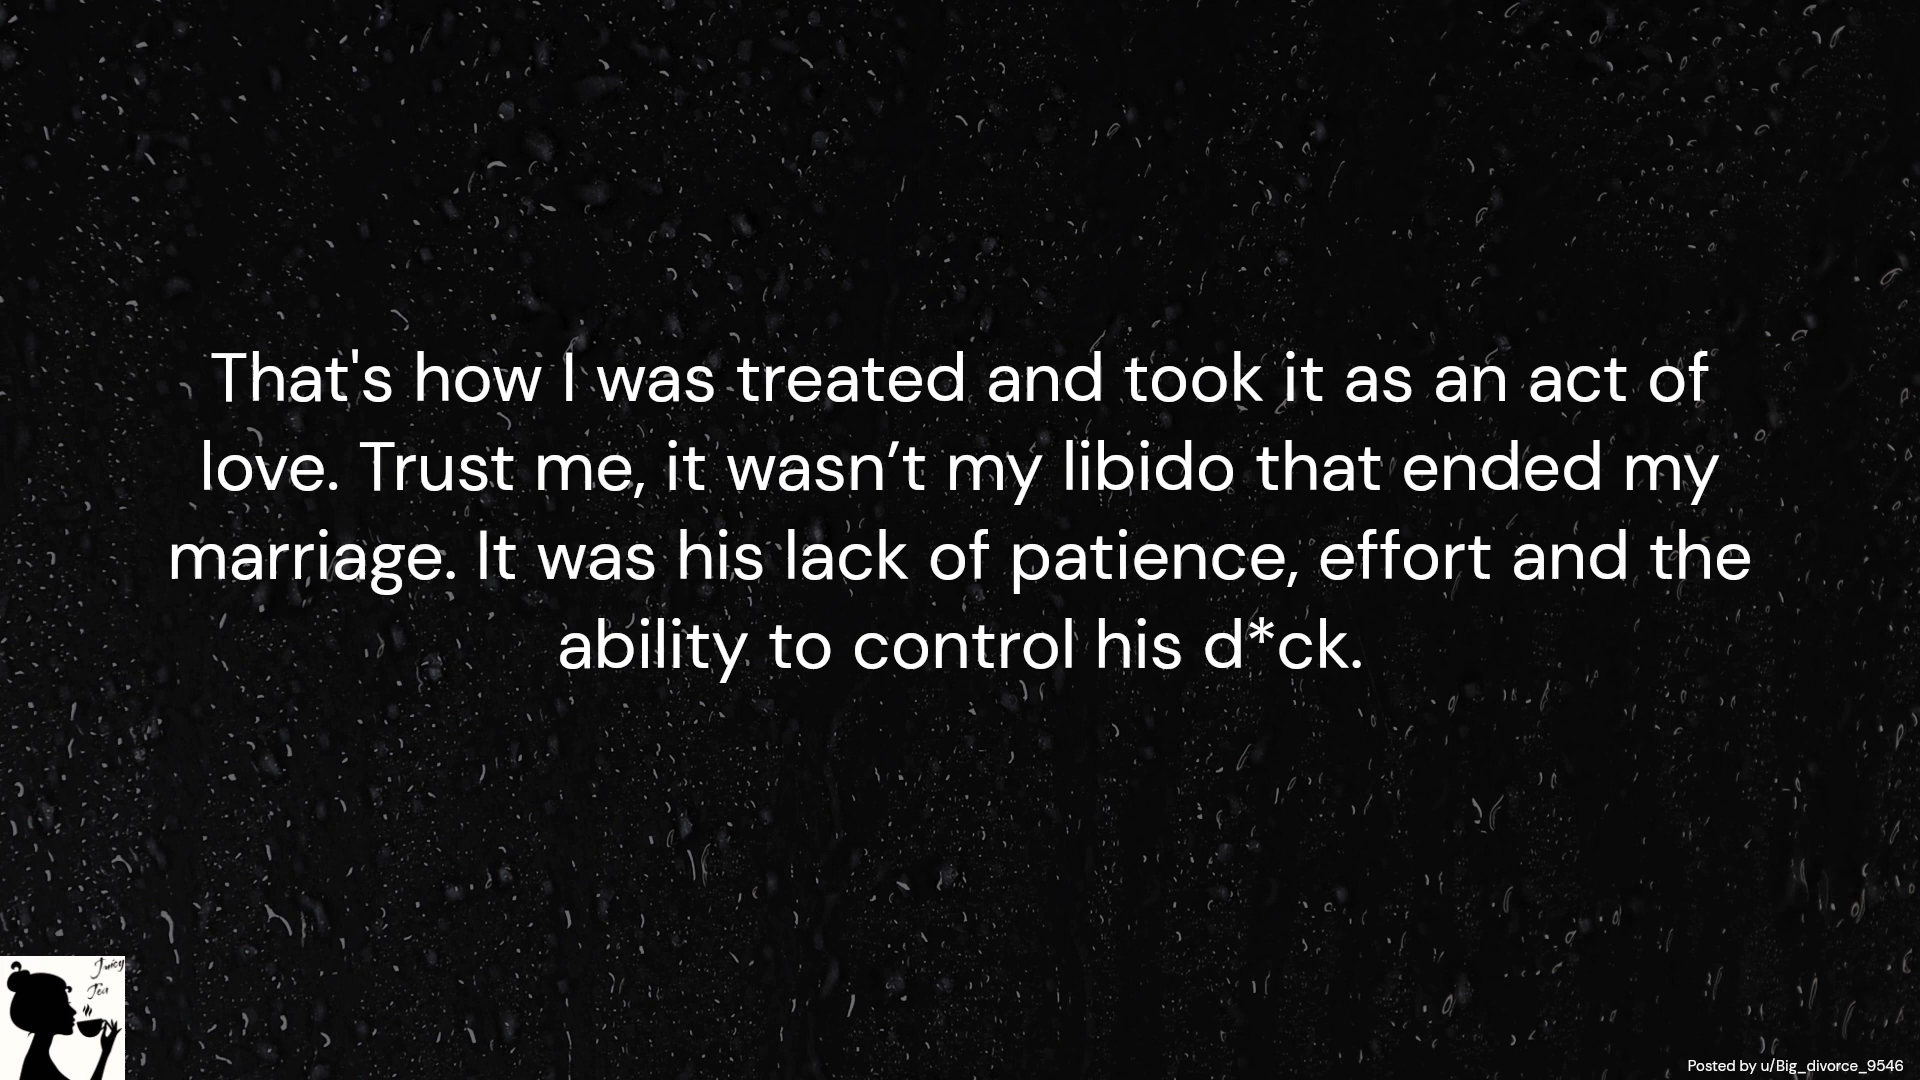 That's how I was treated and took it as an act of
love. Trust me, it wasn’t my libido that ended my
marriage. It was his lack of patience, effort and the
ability to control his d*ck.
Juicy
Tea
Posted by u/Big_divorce_9546